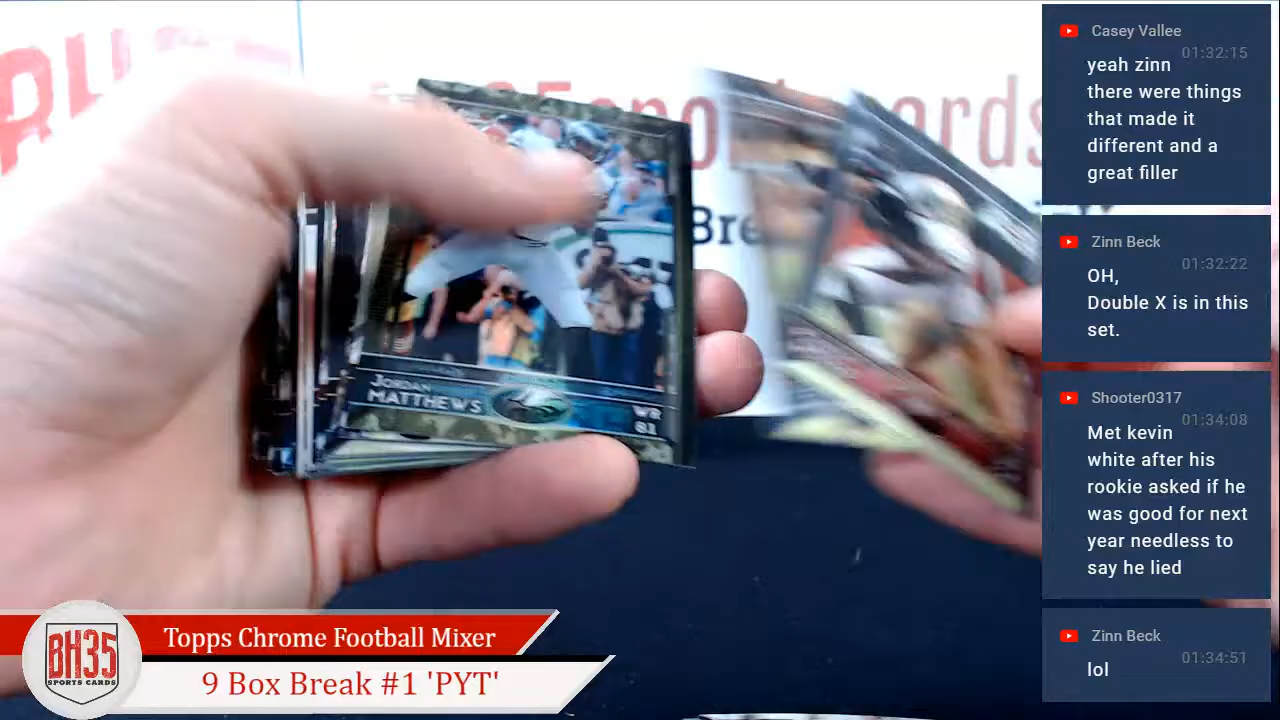 Casey Vallee
01:32:15
yeah zinn
there were things
that made it
different and a
great filler
Zinn Beck
01:32:22
OH,
Double X is in this
set.
Shooter0317
01:34:08
Met kevin
white after his
rookie asked if he
was good for next
year needless to
say he lied
Zinn Beck
01:34:51
lol
Bre
JORDAN
MATTHEWS
WR
81
BH35
SPORTS CARDS
Topps Chrome Football Mixer
9 Box Break #1 'PYT'